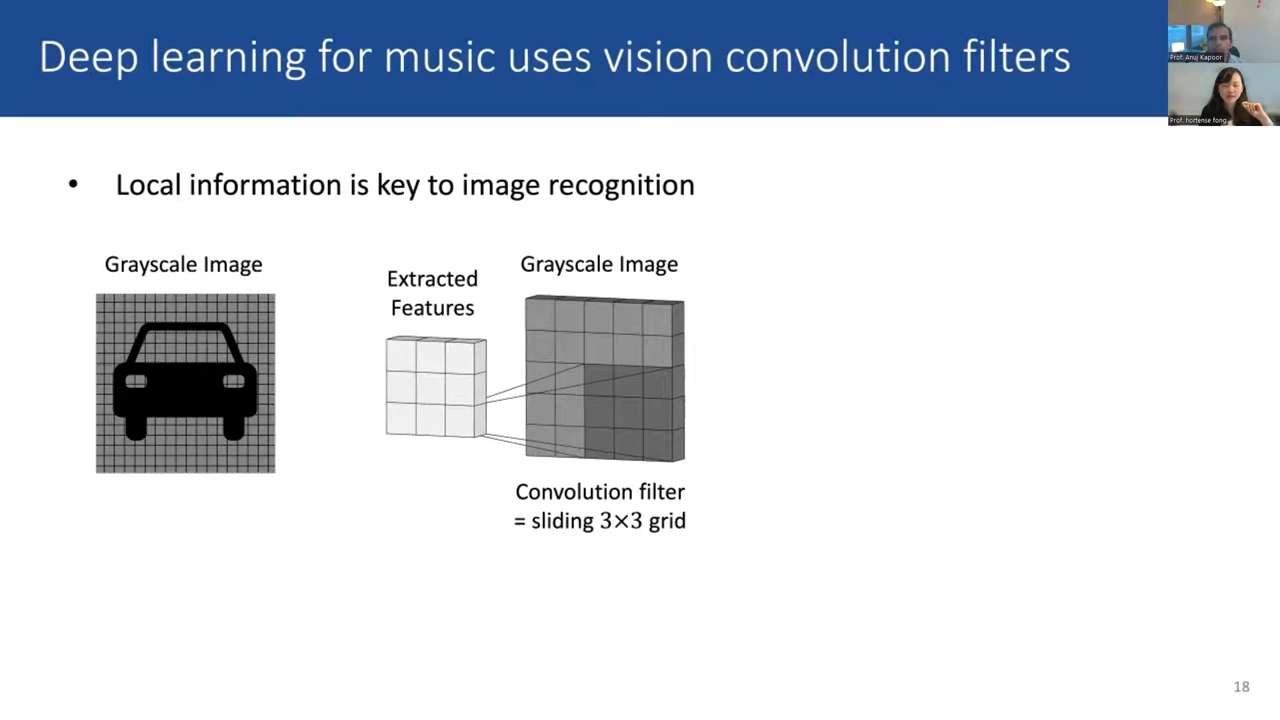 Deep learning for music uses vision convolution filters
Prof. Anuj Kapoor
Prof. hortense fong
• Local information is key to image recognition
Grayscale Image
Extracted
Features
Grayscale Image
Convolution filter
= sliding 3×3 grid
18